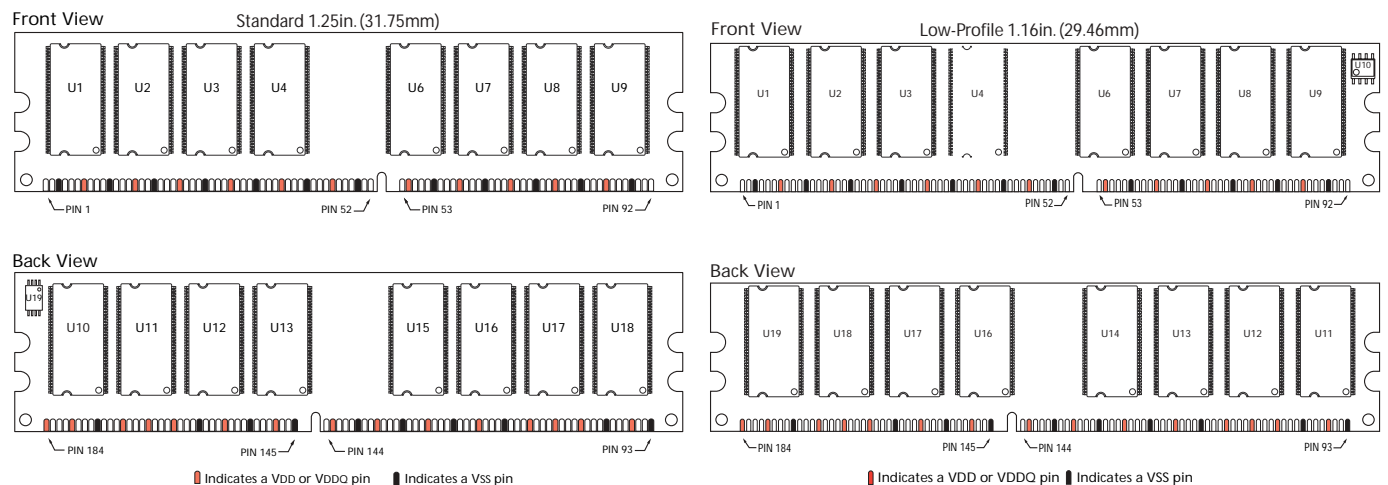 Front View
Standard 1.25in. (31.75mm)
U1 U2 U3 U4 U6 U7 U8 U9
PIN 1 PIN 52 PIN 53 PIN 92
Back View
U19 U10 U11 U12 U13 U15 U16 U17 U18
PIN 184 PIN 145 PIN 144 PIN 93
Indicates a VDD or VDDQ pin Indicates a VSS pin
Front View
Low-Profile 1.16in. (29.46mm)
U1 U2 U3 U4 U6 U7 U8 U9 U10
PIN 1 PIN 52 PIN 53 PIN 92
Back View
U19 U18 U17 U16 U14 U13 U12 U11
PIN 184 PIN 145 PIN 144 PIN 93
Indicates a VDD or VDDQ pin Indicates a VSS pin